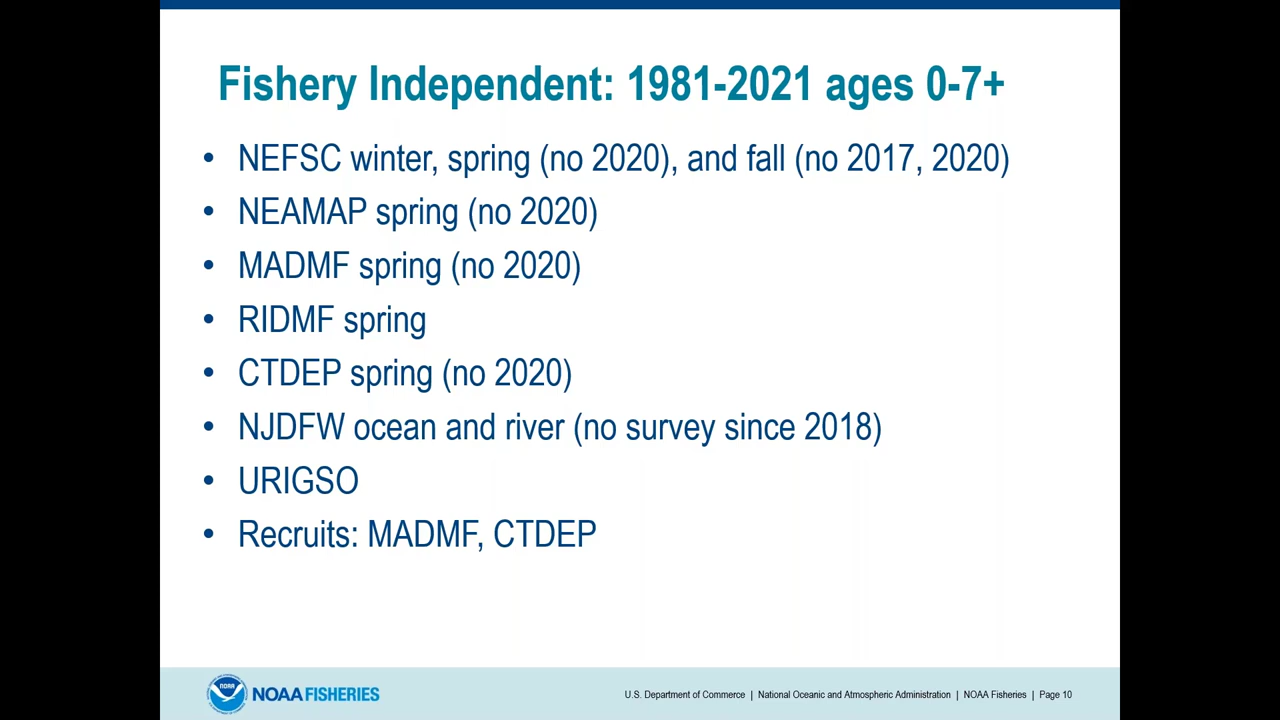 Fishery Independent: 1981-2021 ages 0-7+
• NEFSC winter, spring (no 2020), and fall (no 2017, 2020)
• NEAMAP spring (no 2020)
• MADMF spring (no 2020)
• RIDMF spring
• CTDEP spring (no 2020)
• NJDFW ocean and river (no survey since 2018)
• URIGSO
• Recruits: MADMF, CTDEP
NOAA
NOAA FISHERIES
U.S. Department of Commerce | National Oceanic and Atmospheric Administration | NOAA Fisheries | Page 10